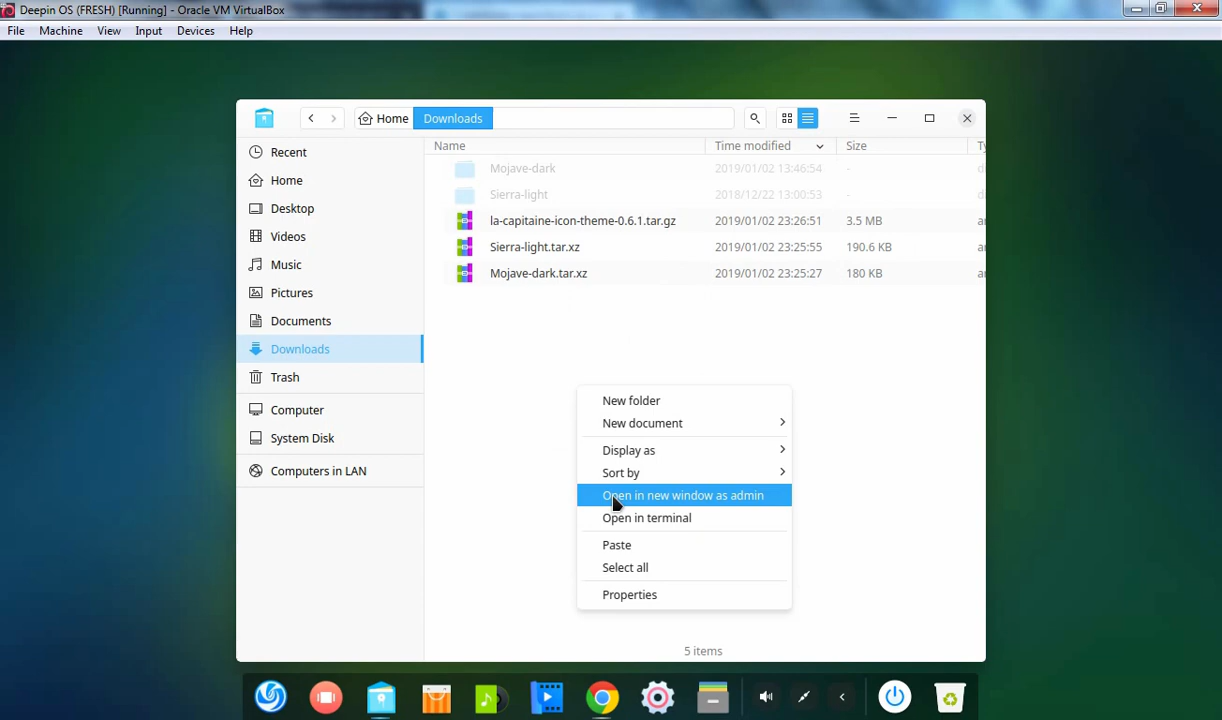 Deepin OS (FRESH) [Running] - Oracle VM VirtualBox
File Machine View Input Devices Help
Home Downloads
Name Time modified Size Ty
Recent
Home
Desktop
Videos
Music
Pictures
Documents
Downloads
Trash
Computer
System Disk
Computers in LAN
Mojave-dark 2019/01/02 13:46:54 - d
Sierra-light 2018/12/22 13:00:53 - d
la-capitaine-icon-theme-0.6.1.tar.gz 2019/01/02 23:26:51 3.5 MB a
Sierra-light.tar.xz 2019/01/02 23:25:55 190.6 KB a
Mojave-dark.tar.xz 2019/01/02 23:25:27 180 KB a
New folder
New document
Display as
Sort by
Open in new window as admin
Open in terminal
Paste
Select all
Properties
5 items